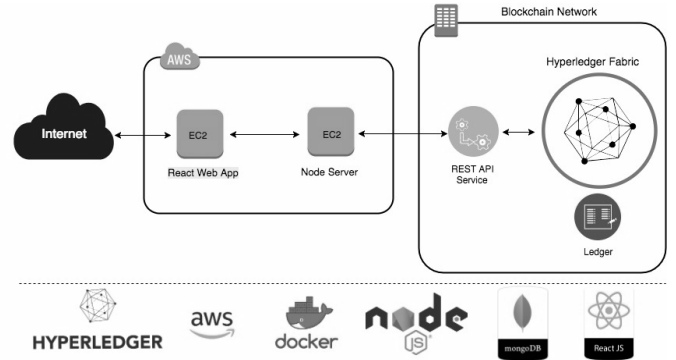 Blockchain Network
AWS
Hyperledger Fabric
Internet
EC2
EC2
React Web App
Node Server
REST API
Service
Ledger
HYPERLEDGER
aws
docker
node
JS
mongoDB
React JS